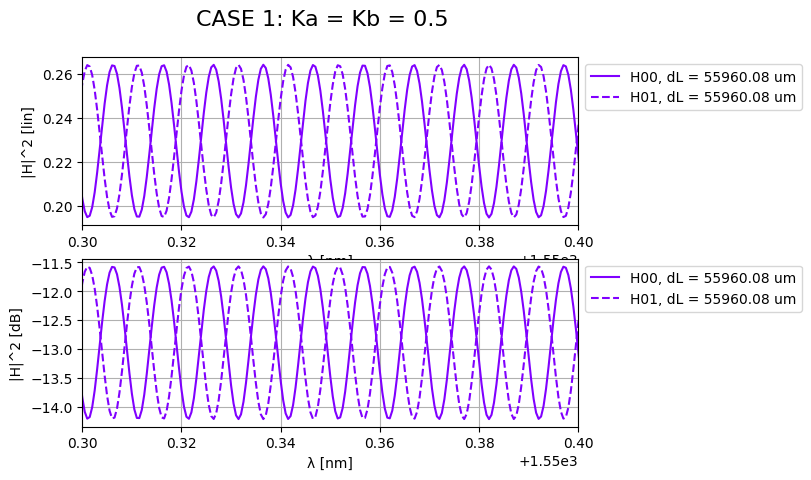 CASE 1: Ka = Kb = 0.5
|H|^2 [lin]
0.26
0.24
0.22
0.20
0.30 0.32 0.34 0.36 0.38 0.40
λ [nm]
+1.55e3
H00, dL = 55960.08 um
H01, dL = 55960.08 um
|H|^2 [dB]
−11.5
−12.0
−12.5
−13.0
−13.5
−14.0
0.30 0.32 0.34 0.36 0.38 0.40
λ [nm]
+1.55e3
H00, dL = 55960.08 um
H01, dL = 55960.08 um